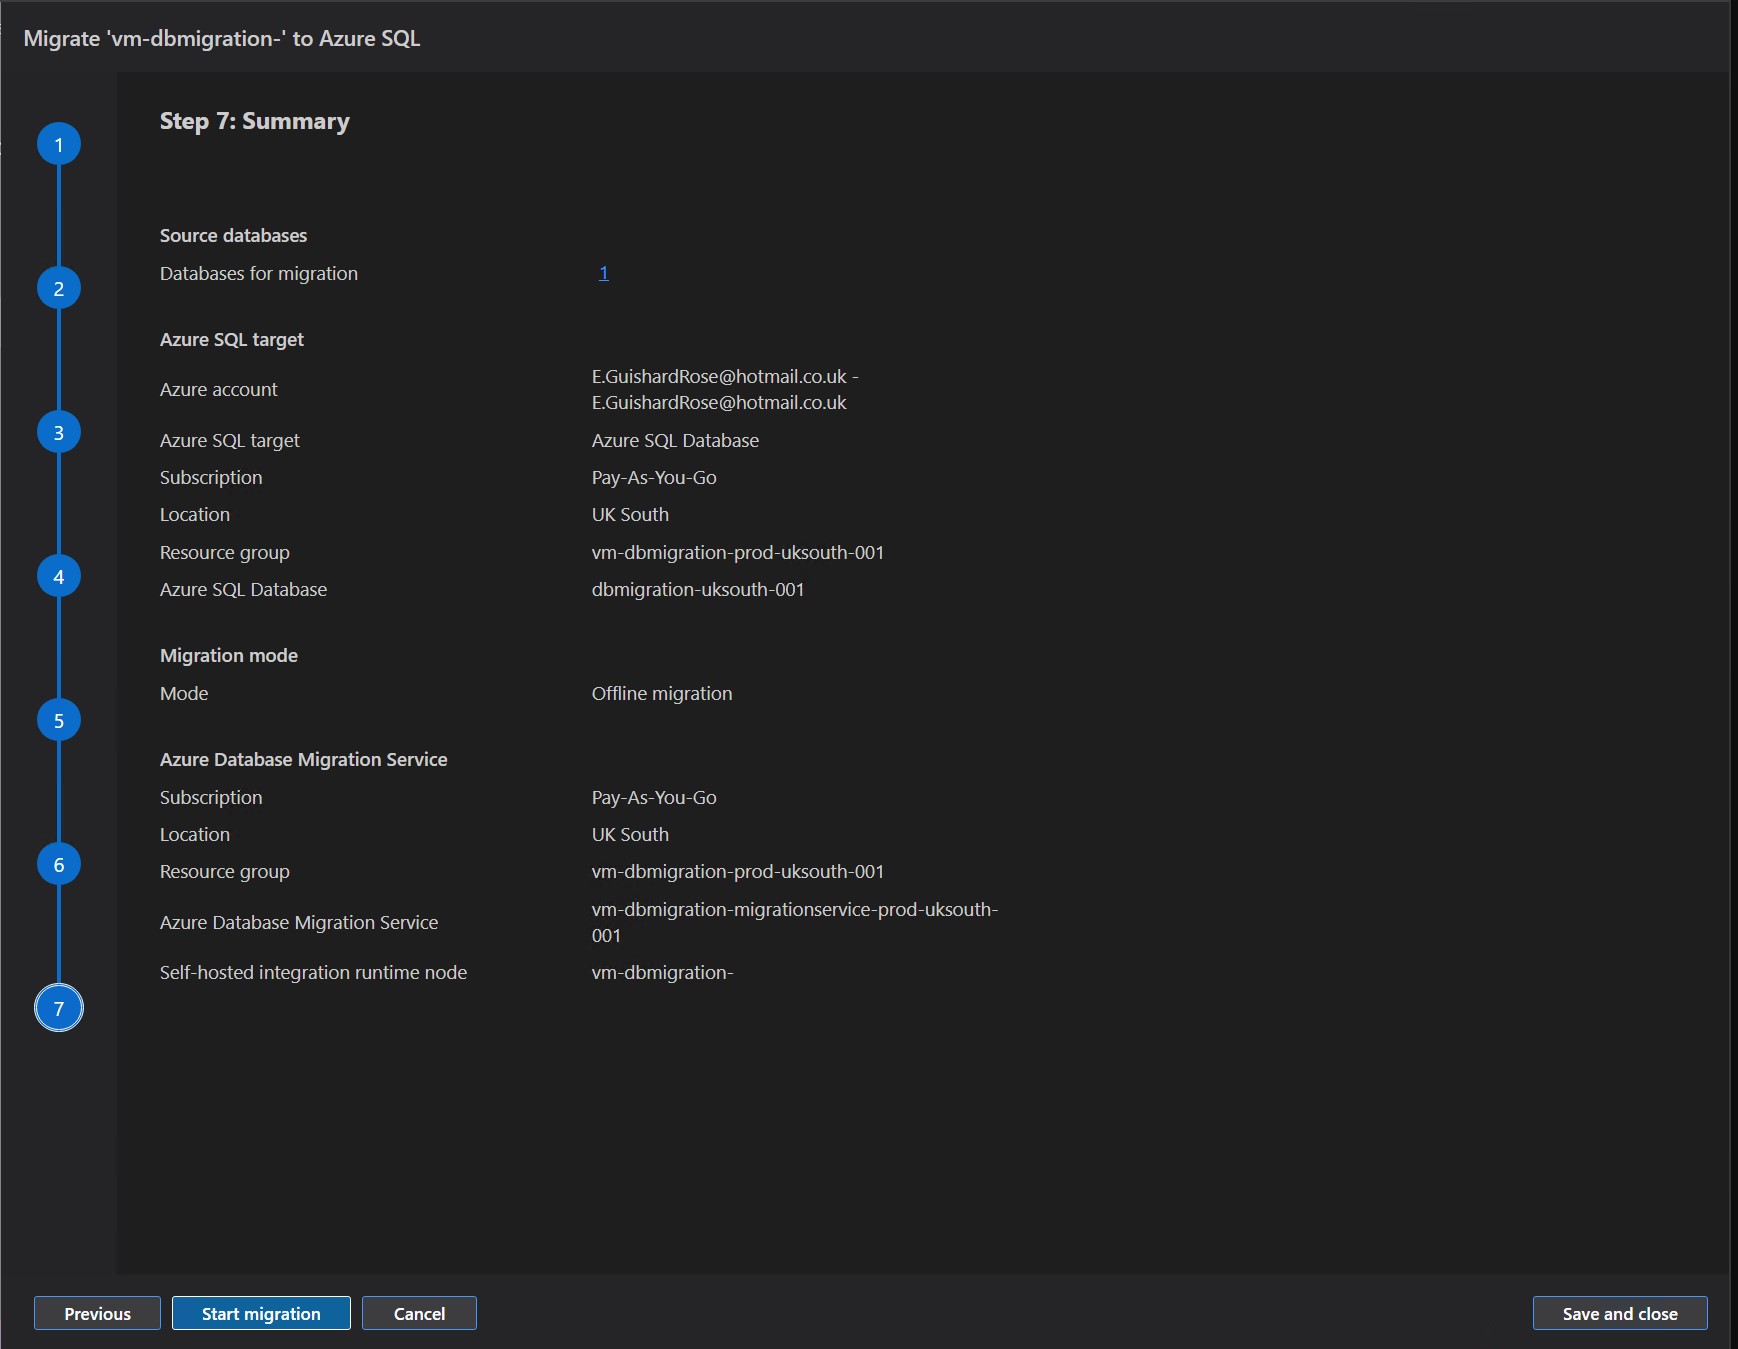 Migrate 'vm-dbmigration-' to Azure SQL
Step 7: Summary
1
2
3
4
5
6
7
Source databases
Databases for migration 1
Azure SQL target
Azure account E.GuishardRose@hotmail.co.uk -
E.GuishardRose@hotmail.co.uk
Azure SQL target Azure SQL Database
Subscription Pay-As-You-Go
Location UK South
Resource group vm-dbmigration-prod-uksouth-001
Azure SQL Database dbmigration-uksouth-001
Migration mode
Mode Offline migration
Azure Database Migration Service
Subscription Pay-As-You-Go
Location UK South
Resource group vm-dbmigration-prod-uksouth-001
Azure Database Migration Service vm-dbmigration-migrationservice-prod-uksouth-
001
Self-hosted integration runtime node vm-dbmigration-
Previous Start migration Cancel Save and close